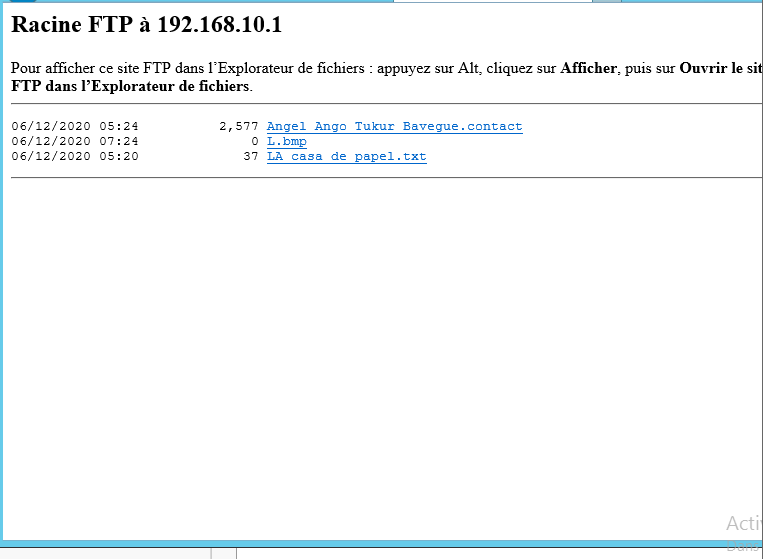 Racine FTP à 192.168.10.1
Pour afficher ce site FTP dans l’Explorateur de fichiers : appuyez sur Alt, cliquez sur Afficher, puis sur Ouvrir le sit
FTP dans l’Explorateur de fichiers.
06/12/2020 05:24 2,577 Angel Ango Tukur Bavegue.contact
06/12/2020 07:24 0 L.bmp
06/12/2020 05:20 37 LA casa de papel.txt
Acti